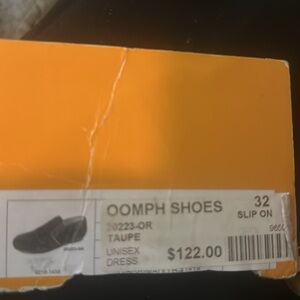 OOMPH SHOES
32
20223-OR
SLIP ON
TAUPE
UNISEX
DRESS
$122.00